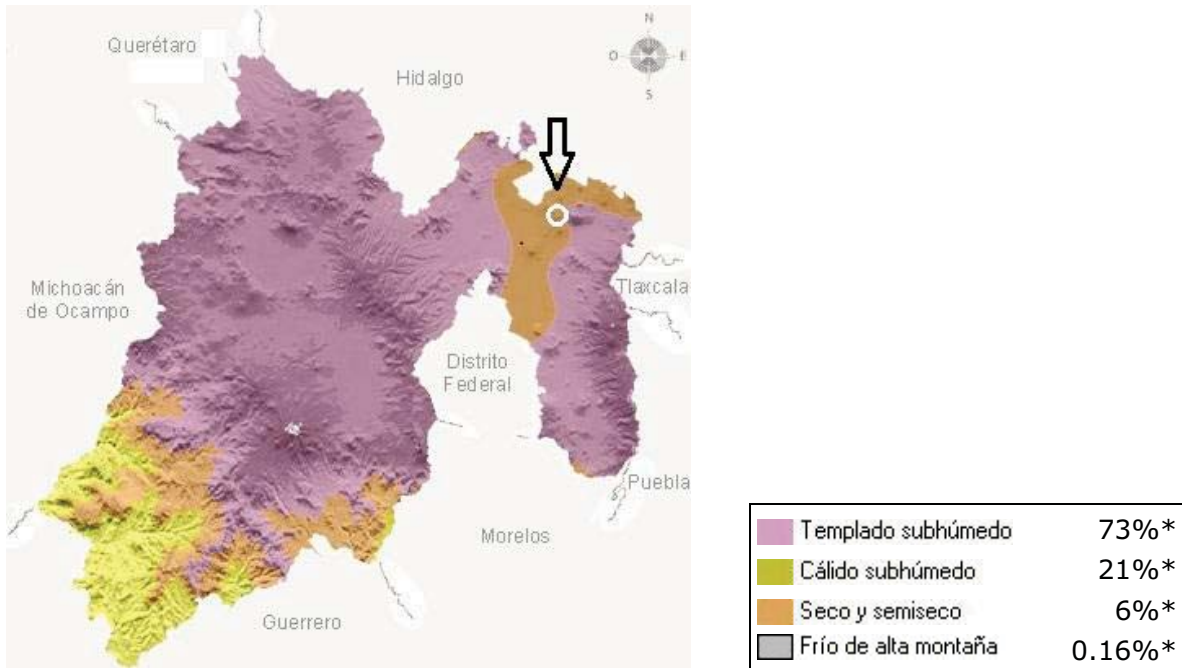 Querétaro
Hidalgo
N
O E
S
Michoacán
de Ocampo
Tlaxcala
Distrito
Federal
Puebla
Morelos
Guerrero
Templado subhúmedo 73%*
Cálido subhúmedo 21%*
Seco y semiseco 6%*
Frío de alta montaña 0.16%*